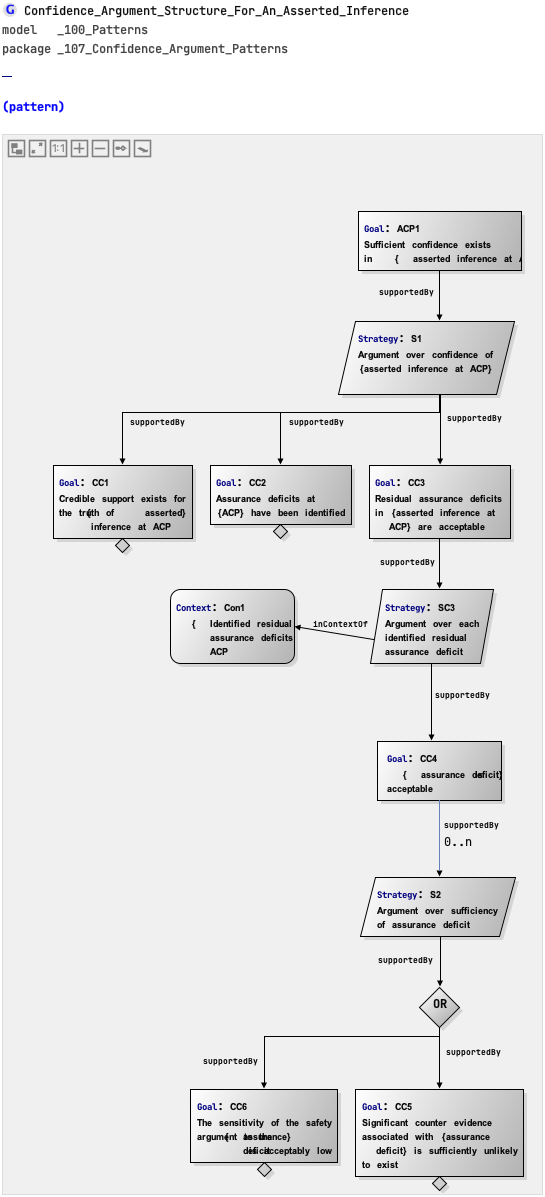 G Confidence_Argument_Structure_For_An_Asserted_Inference
model _100_Patterns
package _107_Confidence_Argument_Patterns
(pattern)
1:1
Goal: ACP1
Sufficient confidence exists
in { asserted inference at
supportedBy
Strategy: S1
Argument over confidence of
{asserted inference at ACP}
supportedBy
supportedBy
supportedBy
Goal: CC1
Credible support exists for
the truth of asserted}
inference at ACP
Goal: CC2
Assurance deficits at
{ACP} have been identified
Goal: CC3
Residual assurance deficits
in {asserted inference at
ACP} are acceptable
supportedBy
Context: Con1
{ Identified residual
assurance deficits
ACP
inContextOf
Strategy: SC3
Argument over each
identified residual
assurance deficit
supportedBy
Goal: CC4
{ assurance deficit}
acceptable
supportedBy
0..n
Strategy: S2
Argument over sufficiency
of assurance deficit
supportedBy
OR
supportedBy
supportedBy
Goal: CC6
The sensitivity of the safety
argument
acceptably low
Goal: CC5
Significant counter evidence
associated with {assurance
deficit} is sufficiently unlikely
to exist